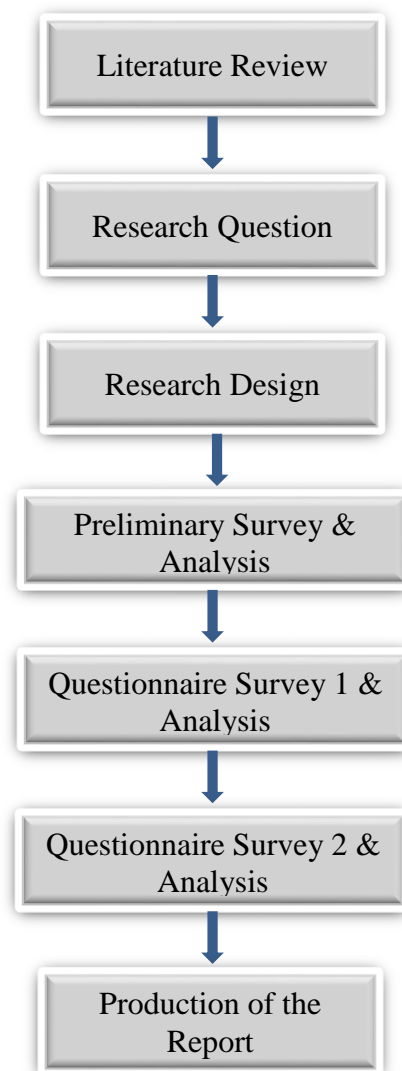 Literature Review
Research Question
Research Design
Preliminary Survey &
Analysis
Questionnaire Survey 1 &
Analysis
Questionnaire Survey 2 &
Analysis
Production of the
Report